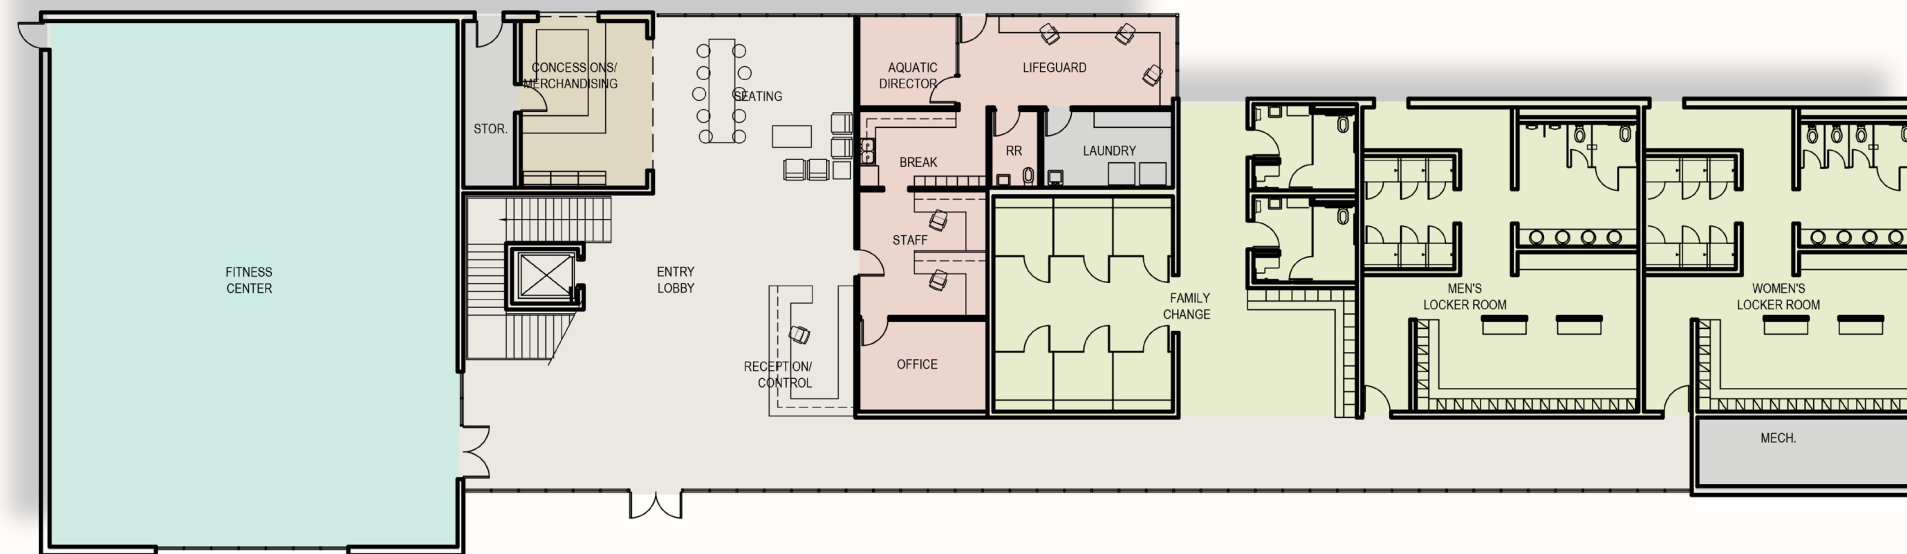 FITNESS
CENTER
STOR.
CONCESSIONS/
MERCHANDISING
SEATING
ENTRY
LOBBY
RECEPTION/
CONTROL
AQUATIC
DIRECTOR
LIFEGUARD
BREAK
RR
LAUNDRY
STAFF
OFFICE
FAMILY
CHANGE
MEN'S
LOCKER ROOM
WOMEN'S
LOCKER ROOM
MECH.